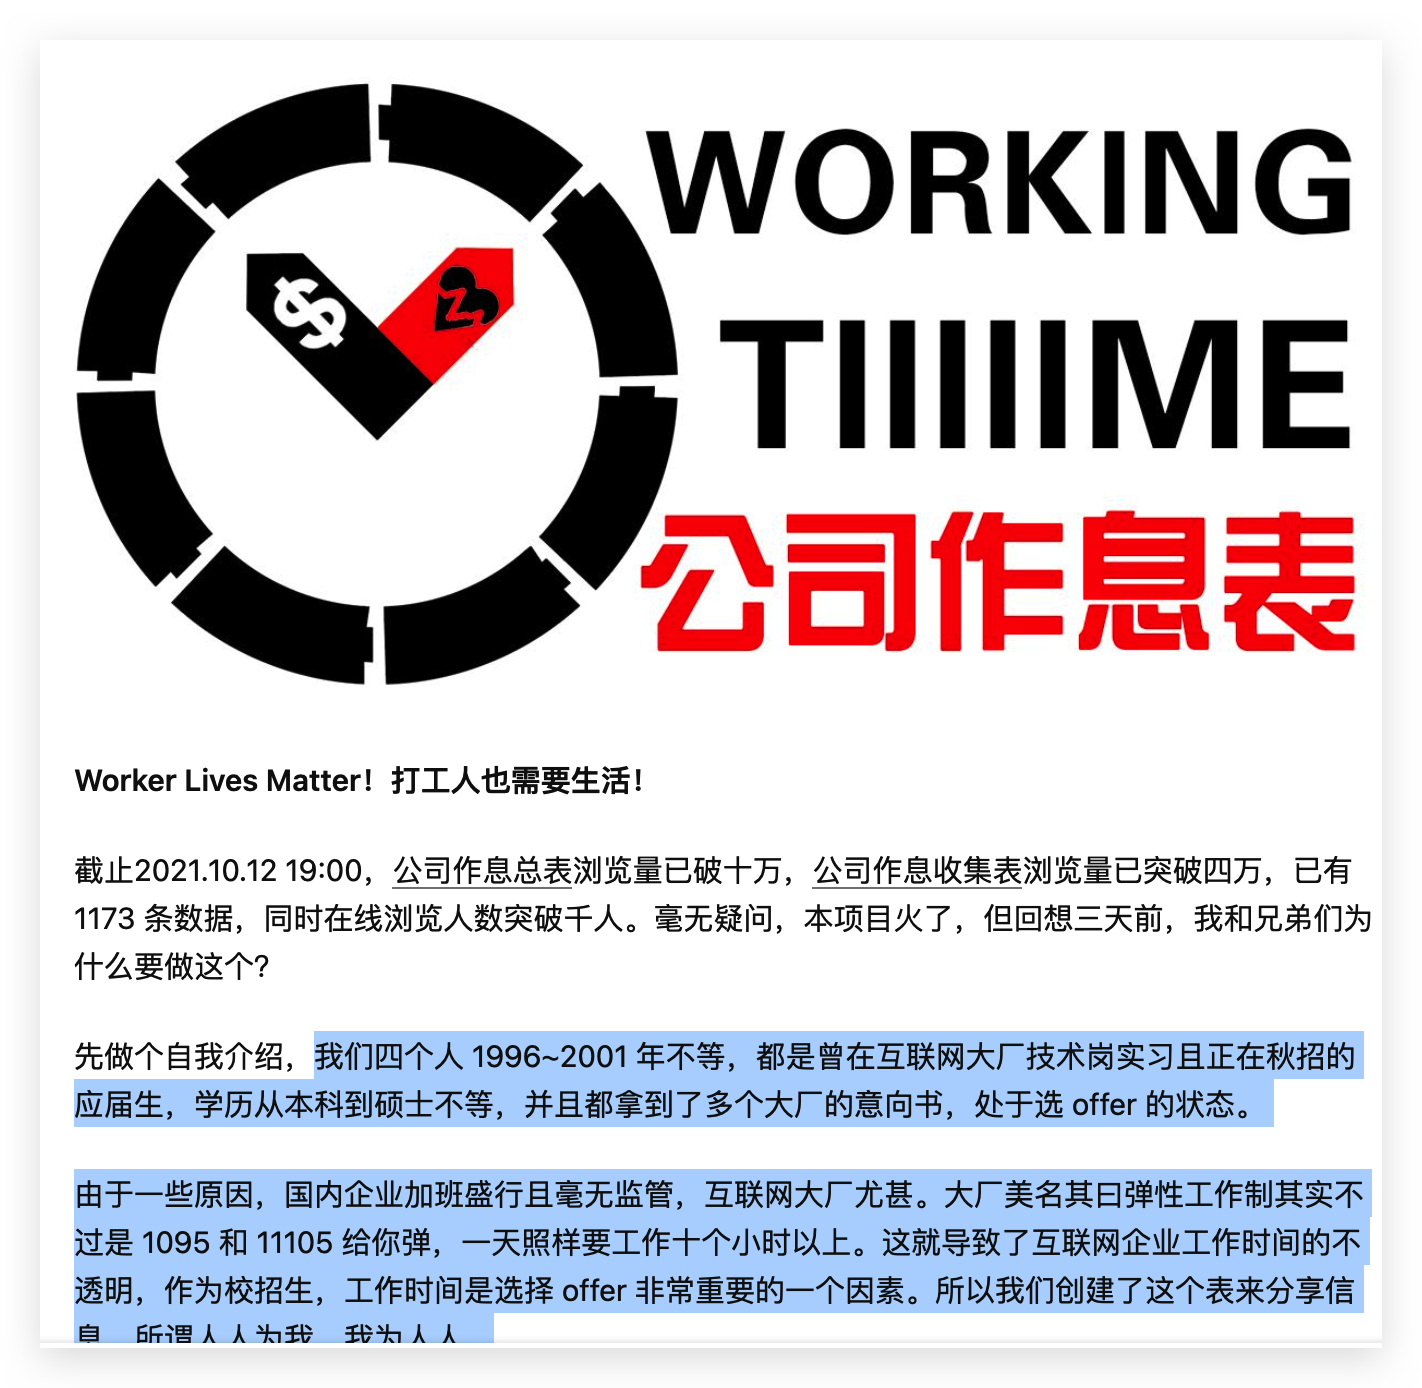 WORKING
TIIIIIME
公司作息表
$
Worker Lives Matter！打工人也需要生活！
截止2021.10.12 19:00，公司作息总表浏览量已破十万，公司作息收集表浏览量已突破四万，已有
1173 条数据，同时在线浏览人数突破千人。毫无疑问，本项目火了，但回想三天前，我和兄弟们为
什么要做这个？
先做个自我介绍，我们四个人 1996~2001 年不等，都是曾在互联网大厂技术岗实习且正在秋招的
应届生，学历从本科到硕士不等，并且都拿到了多个大厂的意向书，处于选 offer 的状态。
由于一些原因，国内企业加班盛行且毫无监管，互联网大厂尤甚。大厂美名其曰弹性工作制其实不
过是 1095 和 11105 给你弹，一天照样要工作十个小时以上。这就导致了互联网企业工作时间的不
透明，作为校招生，工作时间是选择 offer 非常重要的一个因素。所以我们创建了这个表来分享信
息，所谓人人为我，我为人人。